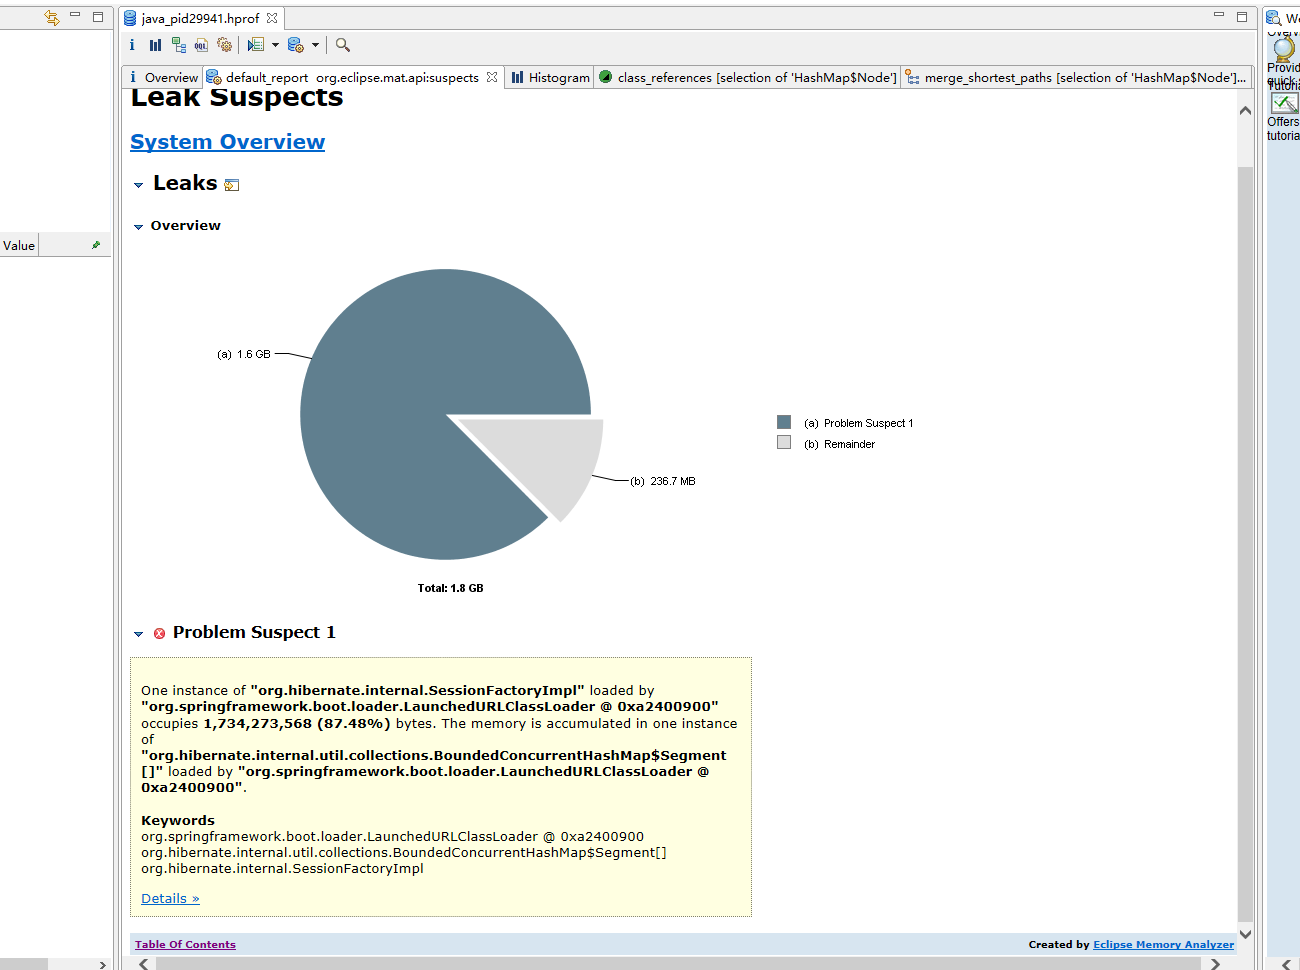 java_pid29941.hprof
i Overview default_report org.eclipse.mat.api:suspects Histogram class_references [selection of 'HashMap$Node'] merge_shortest_paths [selection of 'HashMap$Node']...
Leak Suspects
System Overview
Leaks
Overview
(a) 1.6 GB
(b) 236.7 MB
Total: 1.8 GB
(a) Problem Suspect 1
(b) Remainder
Problem Suspect 1
One instance of "org.hibernate.internal.SessionFactoryImpl" loaded by
"org.springframework.boot.loader.LaunchedURLClassLoader @ 0xa2400900"
occupies 1,734,273,568 (87.48%) bytes. The memory is accumulated in one instance
of
"org.hibernate.internal.util.collections.BoundedConcurrentHashMap$Segment
[]" loaded by "org.springframework.boot.loader.LaunchedURLClassLoader @
0xa2400900".
Keywords
org.springframework.boot.loader.LaunchedURLClassLoader @ 0xa2400900
org.hibernate.internal.util.collections.BoundedConcurrentHashMap$Segment[]
org.hibernate.internal.SessionFactoryImpl
Details »
Table Of Contents
Created by Eclipse Memory Analyzer
Value
Offers
tutoria